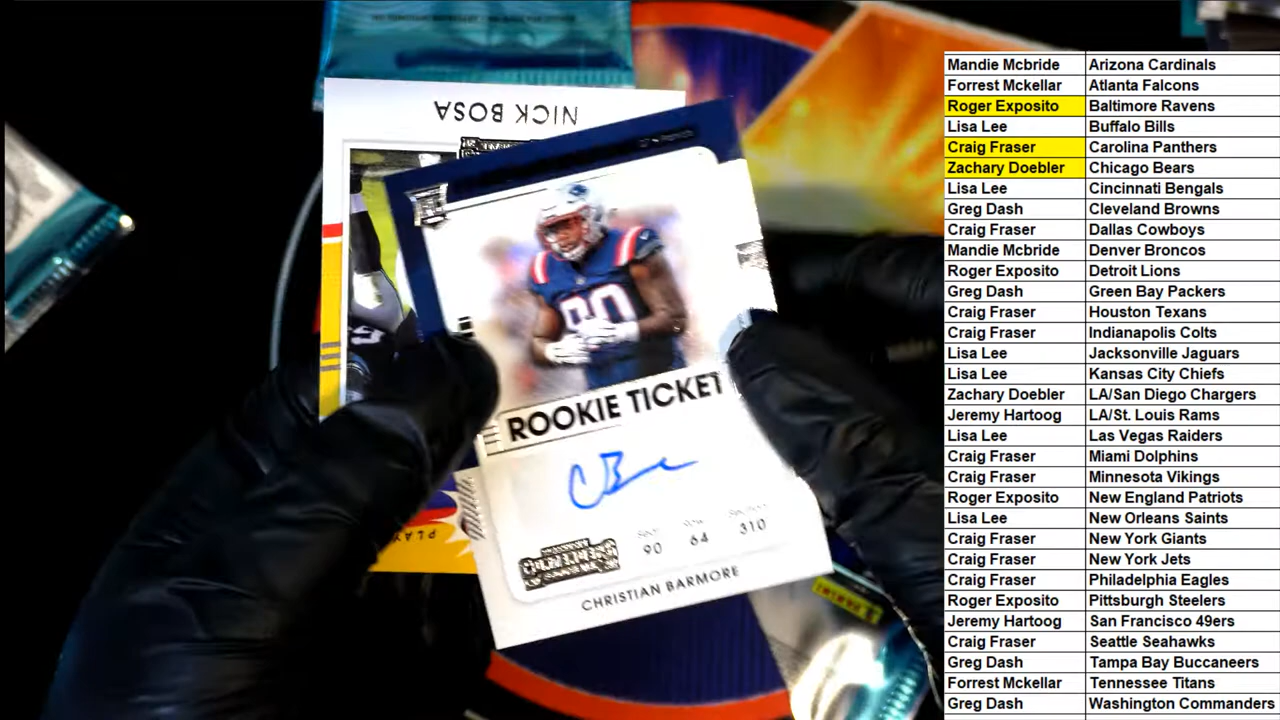 NICK BOSA
ROOKIE TICKET
90 64 310
CONTENDERS
CHRISTIAN BARMORE
Mandie Mcbride Arizona Cardinals
Forrest Mckellar Atlanta Falcons
Roger Exposito Baltimore Ravens
Lisa Lee Buffalo Bills
Craig Fraser Carolina Panthers
Zachary Doebler Chicago Bears
Lisa Lee Cincinnati Bengals
Greg Dash Cleveland Browns
Craig Fraser Dallas Cowboys
Mandie Mcbride Denver Broncos
Roger Exposito Detroit Lions
Greg Dash Green Bay Packers
Craig Fraser Houston Texans
Craig Fraser Indianapolis Colts
Lisa Lee Jacksonville Jaguars
Lisa Lee Kansas City Chiefs
Zachary Doebler LA/San Diego Chargers
Jeremy Hartoog LA/St. Louis Rams
Lisa Lee Las Vegas Raiders
Craig Fraser Miami Dolphins
Craig Fraser Minnesota Vikings
Roger Exposito New England Patriots
Lisa Lee New Orleans Saints
Craig Fraser New York Giants
Craig Fraser New York Jets
Craig Fraser Philadelphia Eagles
Roger Exposito Pittsburgh Steelers
Jeremy Hartoog San Francisco 49ers
Craig Fraser Seattle Seahawks
Greg Dash Tampa Bay Buccaneers
Forrest Mckellar Tennessee Titans
Greg Dash Washington Commanders